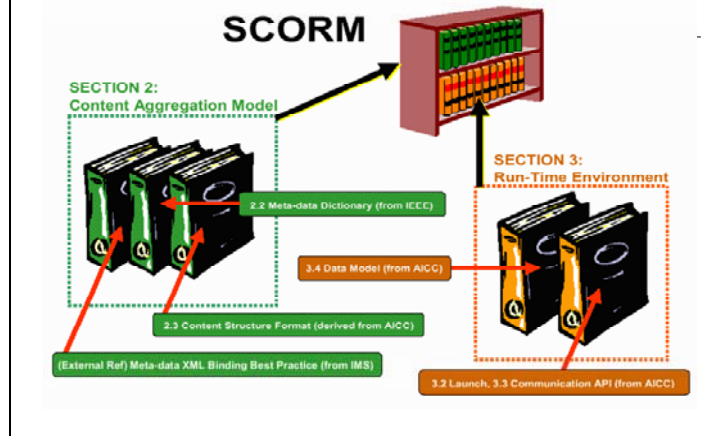 SCORM
SECTION 2:
Content Aggregation Model
2.2 Meta-data Dictionary (from IEEE)
2.3 Content Structure Format (derived from AICC)
(External Ref) Meta-data XML Binding Best Practice (from IMS)
SECTION 3:
Run-Time Environment
3.4 Data Model (from AICC)
3.2 Launch, 3.3 Communication API (from AICC)